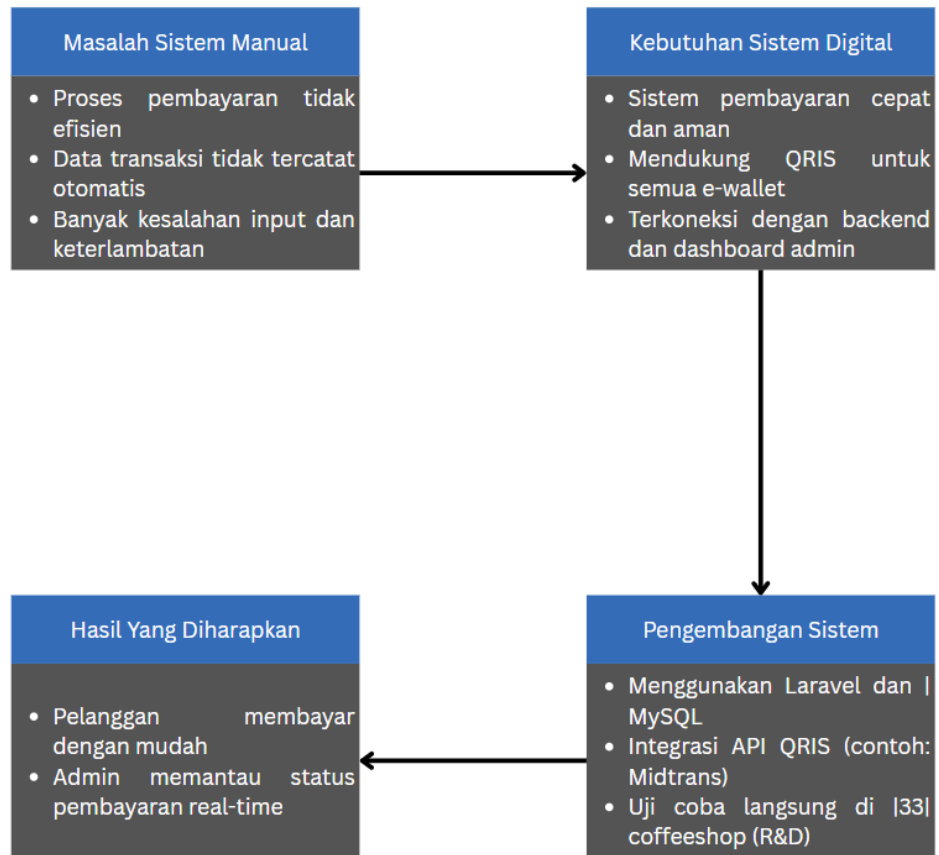 Masalah Sistem Manual
• Proses pembayaran tidak
efisien
• Data transaksi tidak tercatat
otomatis
• Banyak kesalahan input dan
keterlambatan
Kebutuhan Sistem Digital
• Sistem pembayaran cepat
dan aman
• Mendukung QRIS untuk
semua e-wallet
• Terkoneksi dengan backend
dan dashboard admin
Pengembangan Sistem
• Menggunakan Laravel dan |
MySQL
• Integrasi API QRIS (contoh:
Midtrans)
• Uji coba langsung di |33|
coffeeshop (R&D)
Hasil Yang Diharapkan
• Pelanggan membayar
dengan mudah
• Admin memantau status
pembayaran real-time